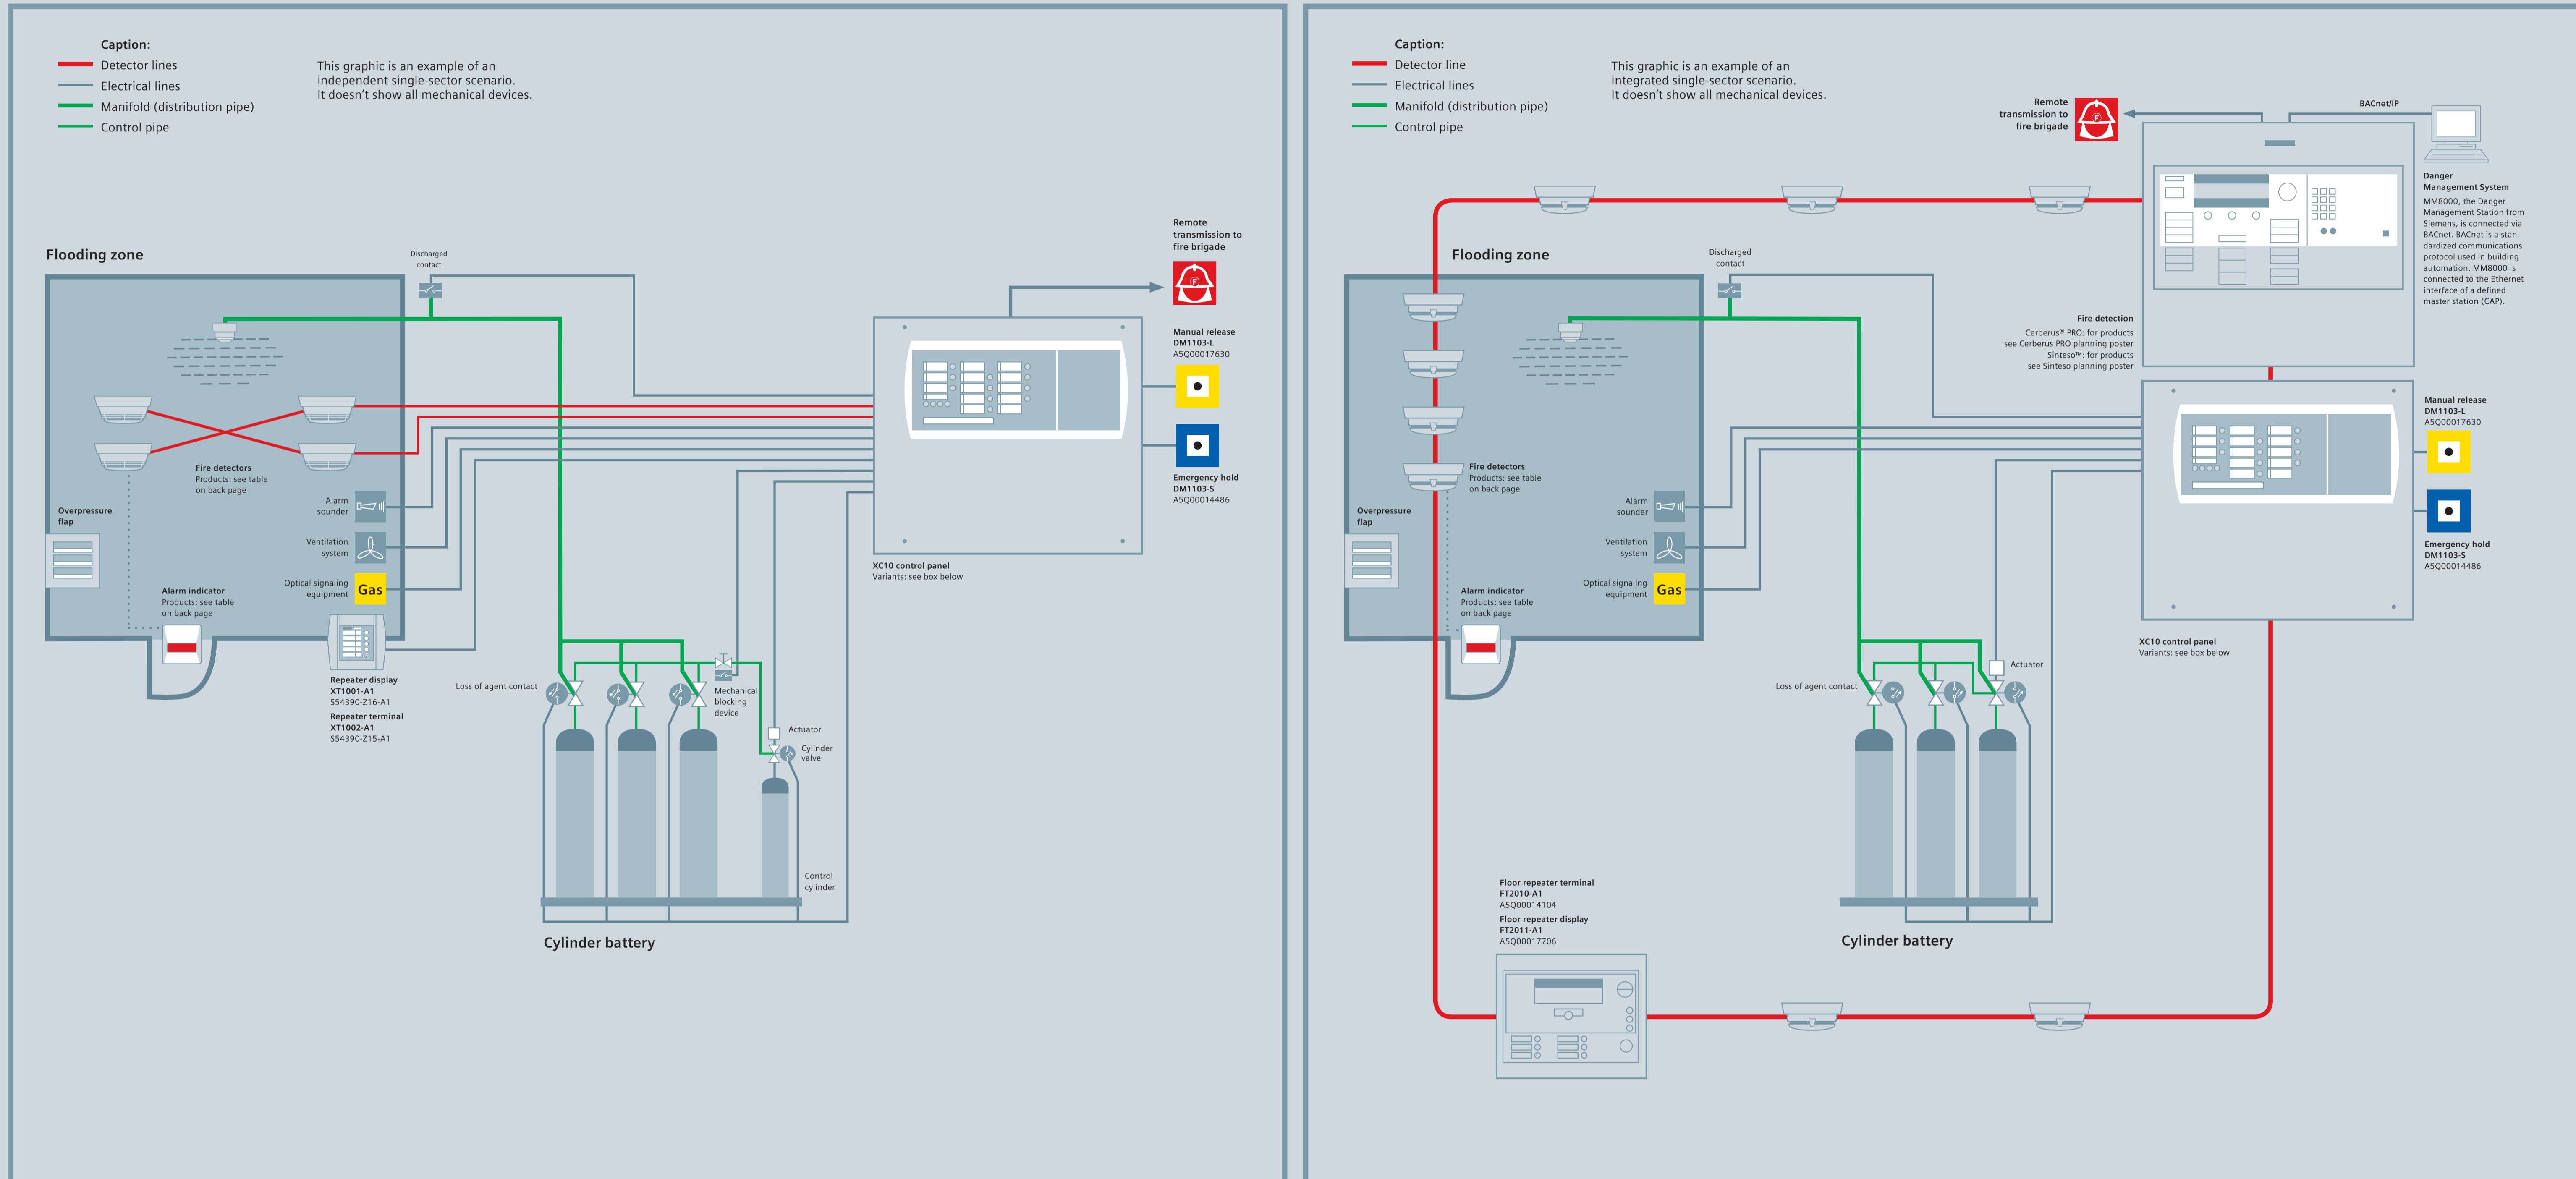 Caption:
Detector lines
Electrical lines
Manifold (distribution pipe)
Control pipe
This graphic is an example of an
independent single-sector scenario.
It doesn't show all mechanical devices.
Remote
transmission to
fire brigade
F
Flooding zone
Discharged
contact
Manual release
DM1103-L
A5Q00017630
Emergency hold
DM1103-S
A5Q00014486
Fire detectors
Products: see table
on back page
Alarm
sounder
Overpressure
flap
Ventilation
system
Optical signaling
equipment
Gas
Alarm indicator
Products: see table
on back page
XC10 control panel
Variants: see box below
Repeater display
XT1001-A1
S54390-Z16-A1
Repeater terminal
XT1002-A1
S54390-Z15-A1
Loss of agent contact
Mechanical
blocking
device
Actuator
Cylinder
valve
Control
cylinder
Cylinder battery
Caption:
Detector line
Electrical lines
Manifold (distribution pipe)
Control pipe
This graphic is an example of an
integrated single-sector scenario.
It doesn't show all mechanical devices.
Remote
transmission to
fire brigade
F
BACnet/IP
Danger
Management System
MM8000, the Danger
Management Station from
Siemens, is connected via
BACnet. BACnet is a stan-
dardized communications
protocol used in building
automation. MM8000 is
connected to the Ethernet
interface of a defined
master station (CAP).
Flooding zone
Discharged
contact
Fire detection
Cerberus® PRO: for products
see Cerberus PRO planning poster
Sinteso™: for products
see Sinteso planning poster
Manual release
DM1103-L
A5Q00017630
Emergency hold
DM1103-S
A5Q00014486
Fire detectors
Products: see table
on back page
Alarm
sounder
Overpressure
flap
Ventilation
system
Optical signaling
equipment
Gas
Alarm indicator
Products: see table
on back page
XC10 control panel
Variants: see box below
Actuator
Loss of agent contact
Floor repeater terminal
FT2010-A1
A5Q00014104
Floor repeater display
FT2011-A1
A5Q00017706
Cylinder battery